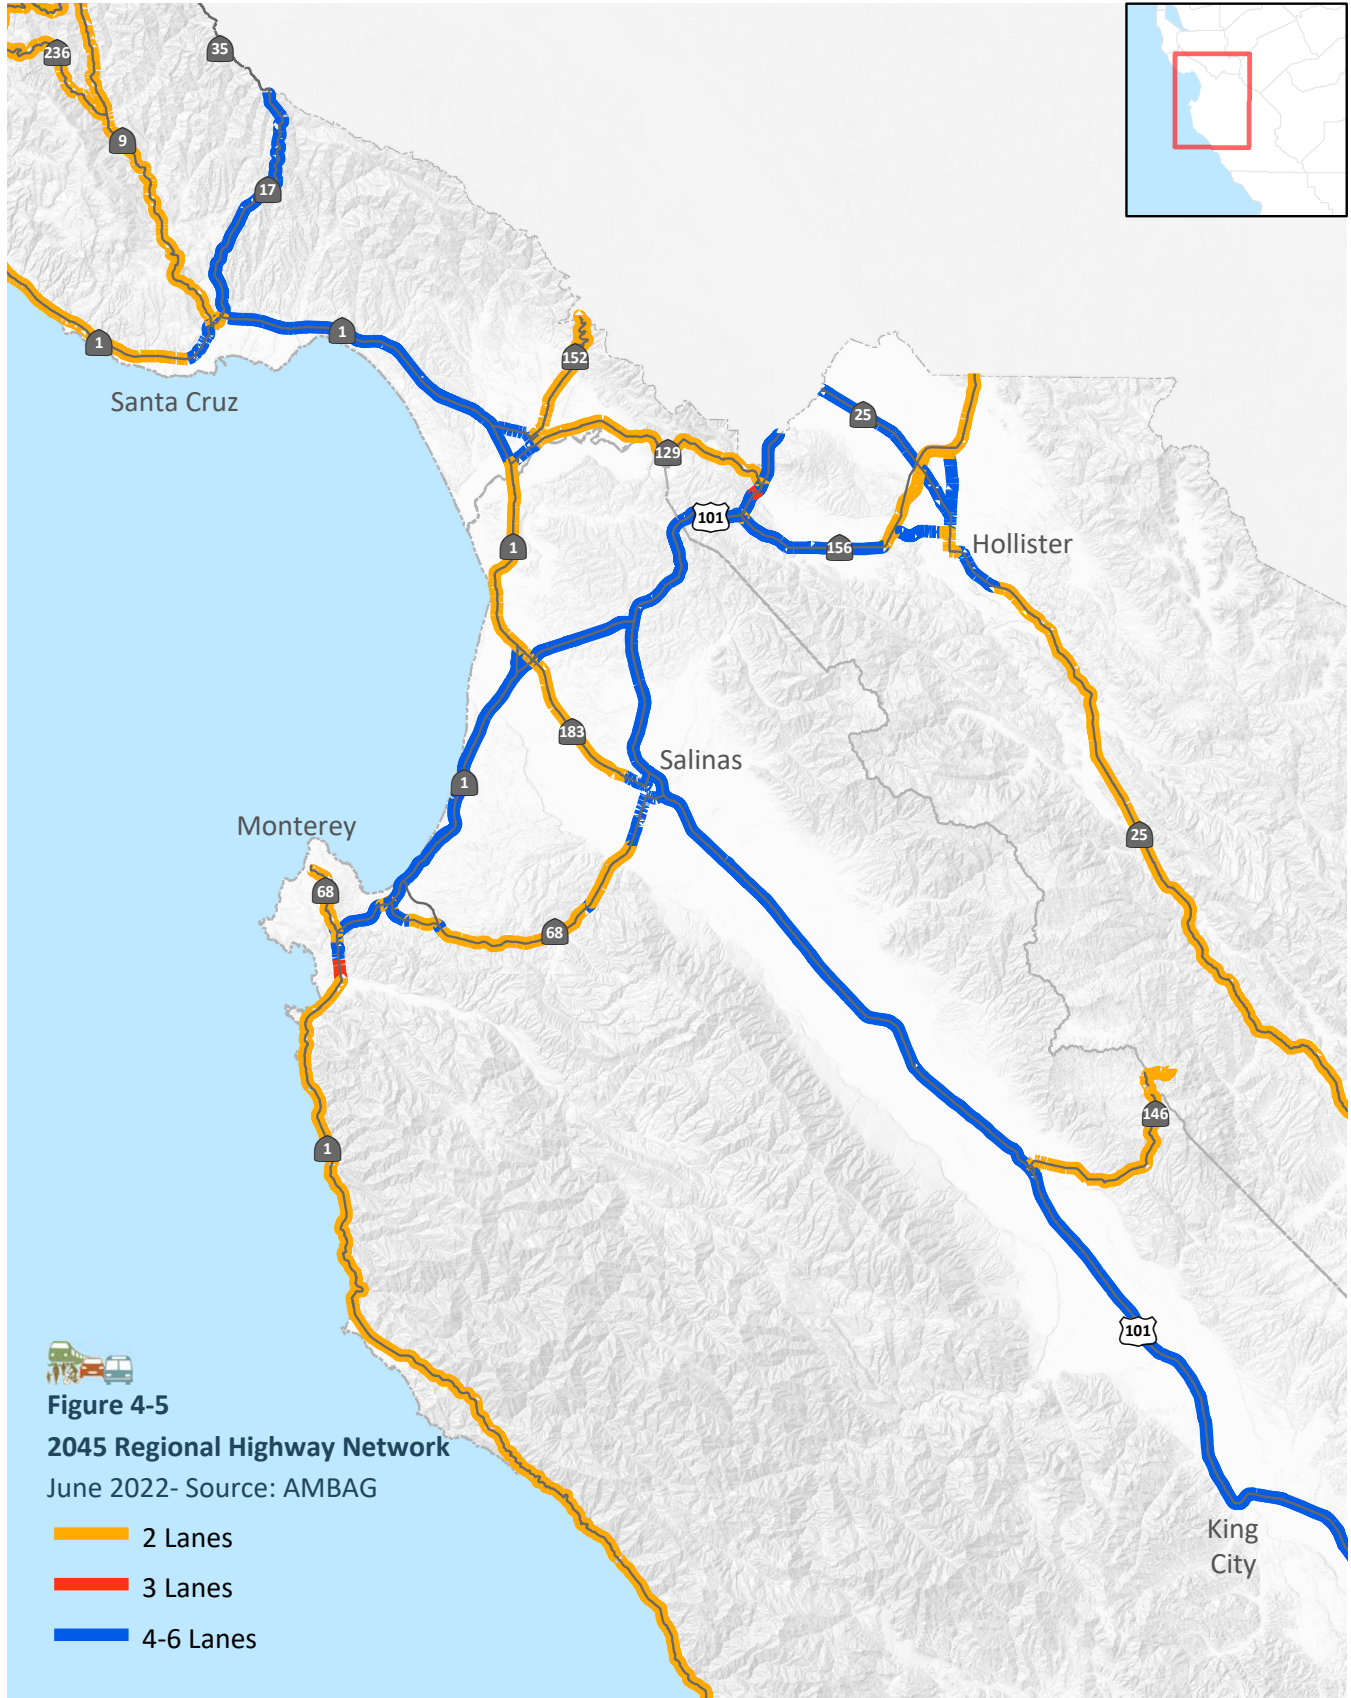 236
35
9
17
1
1
Santa Cruz
152
25
129
101
156
Hollister
1
183
Salinas
1
Monterey
25
68
68
146
1
101
Figure 4-5
2045 Regional Highway Network
June 2022- Source: AMBAG
2 Lanes
3 Lanes
4-6 Lanes
King
City